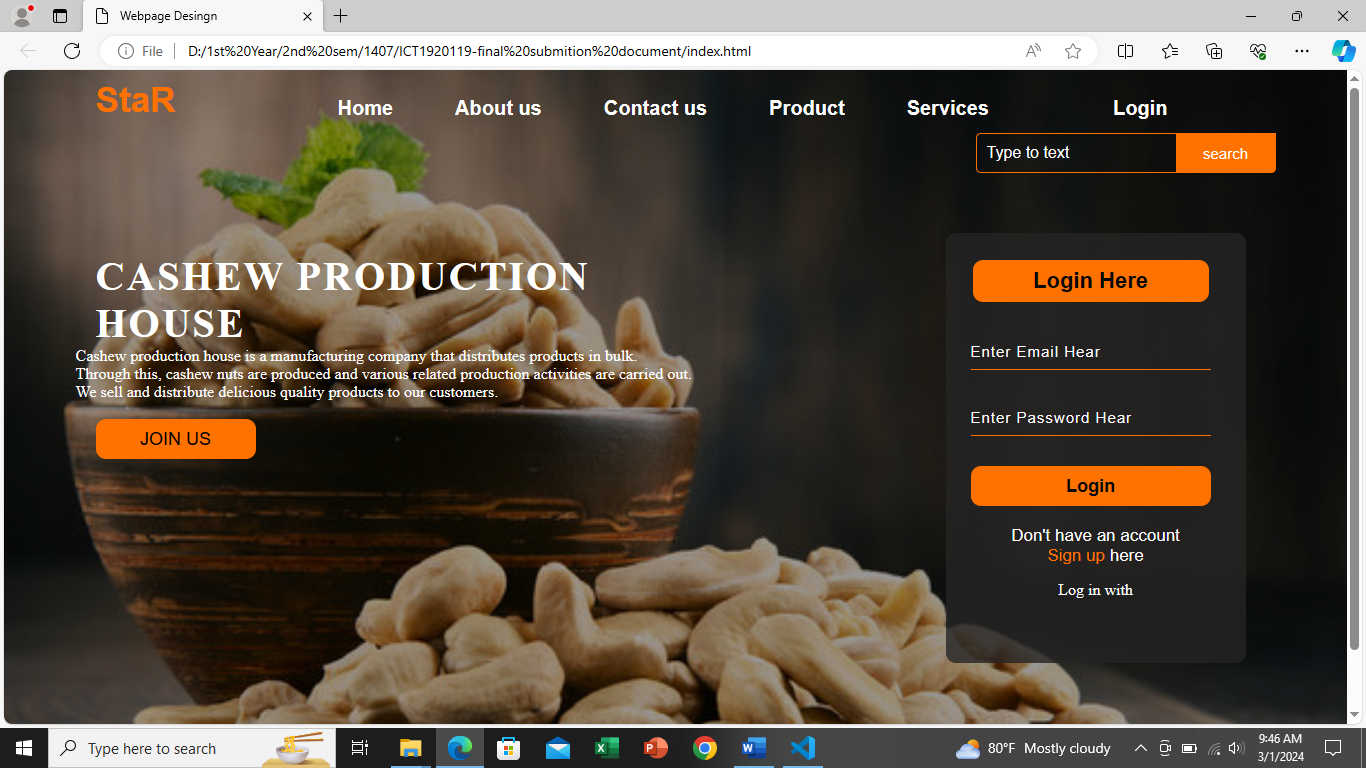 Webpage Desingn
File
D:/1st%20Year/2nd%20sem/1407/ICT1920119-final%20submition%20document/index.html
StaR
Home About us Contact us Product Services Login
Type to text search
CASHEW PRODUCTION
HOUSE
Cashew production house is a manufacturing company that distributes products in bulk.
Through this, cashew nuts are produced and various related production activities are carried out.
We sell and distribute delicious quality products to our customers.
JOIN US
Login Here
Enter Email Hear
Enter Password Hear
Login
Don't have an account
Sign up here
Log in with
Type here to search
80°F Mostly cloudy
9:46 AM
3/1/2024